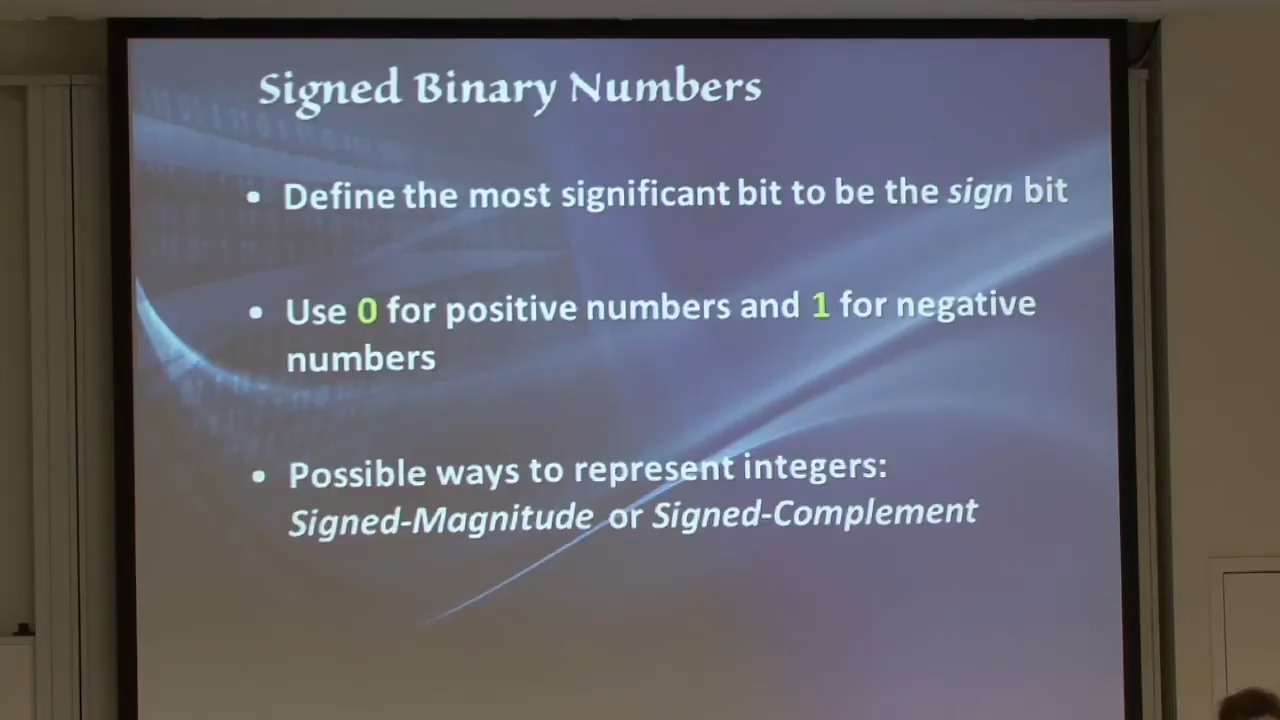 Signed Binary Numbers
• Define the most significant bit to be the sign bit
• Use 0 for positive numbers and 1 for negative
numbers
• Possible ways to represent integers:
Signed-Magnitude or Signed-Complement